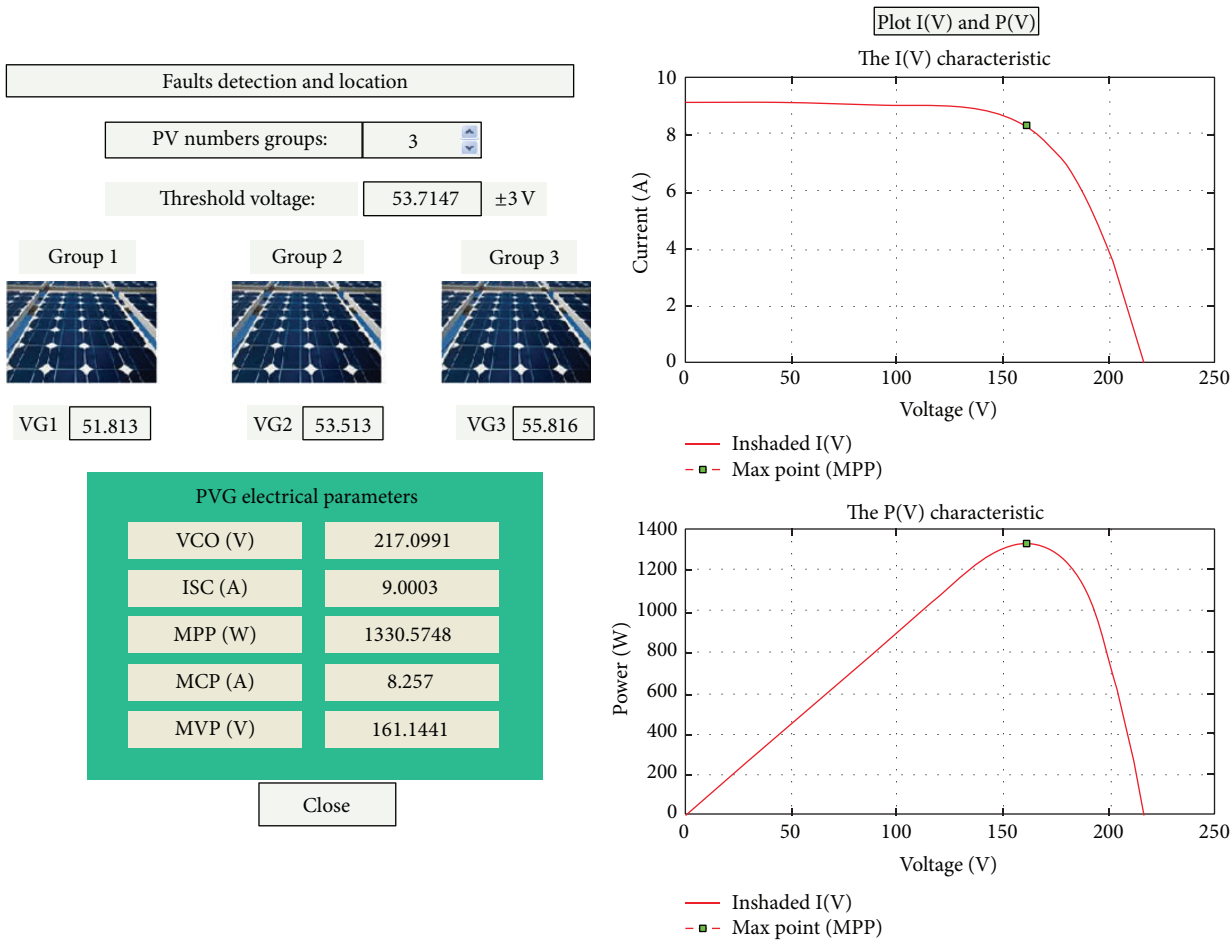 Faults detection and location
PV numbers groups: 3
Threshold voltage: 53.7147 ±3 V
Group 1 Group 2 Group 3
VG1 51.813 VG2 53.513 VG3 55.816
PVG electrical parameters
VCO (V) 217.0991
ISC (A) 9.0003
MPP (W) 1330.5748
MCP (A) 8.257
MVP (V) 161.1441
Close
Plot I(V) and P(V)
The I(V) characteristic
10
8
6
4
2
0
Current (A)
0 50 100 150 200 250
Voltage (V)
Inshaded I(V)
Max point (MPP)
The P(V) characteristic
1400
1200
1000
800
600
400
200
0
Power (W)
0 50 100 150 200 250
Voltage (V)
Inshaded I(V)
Max point (MPP)